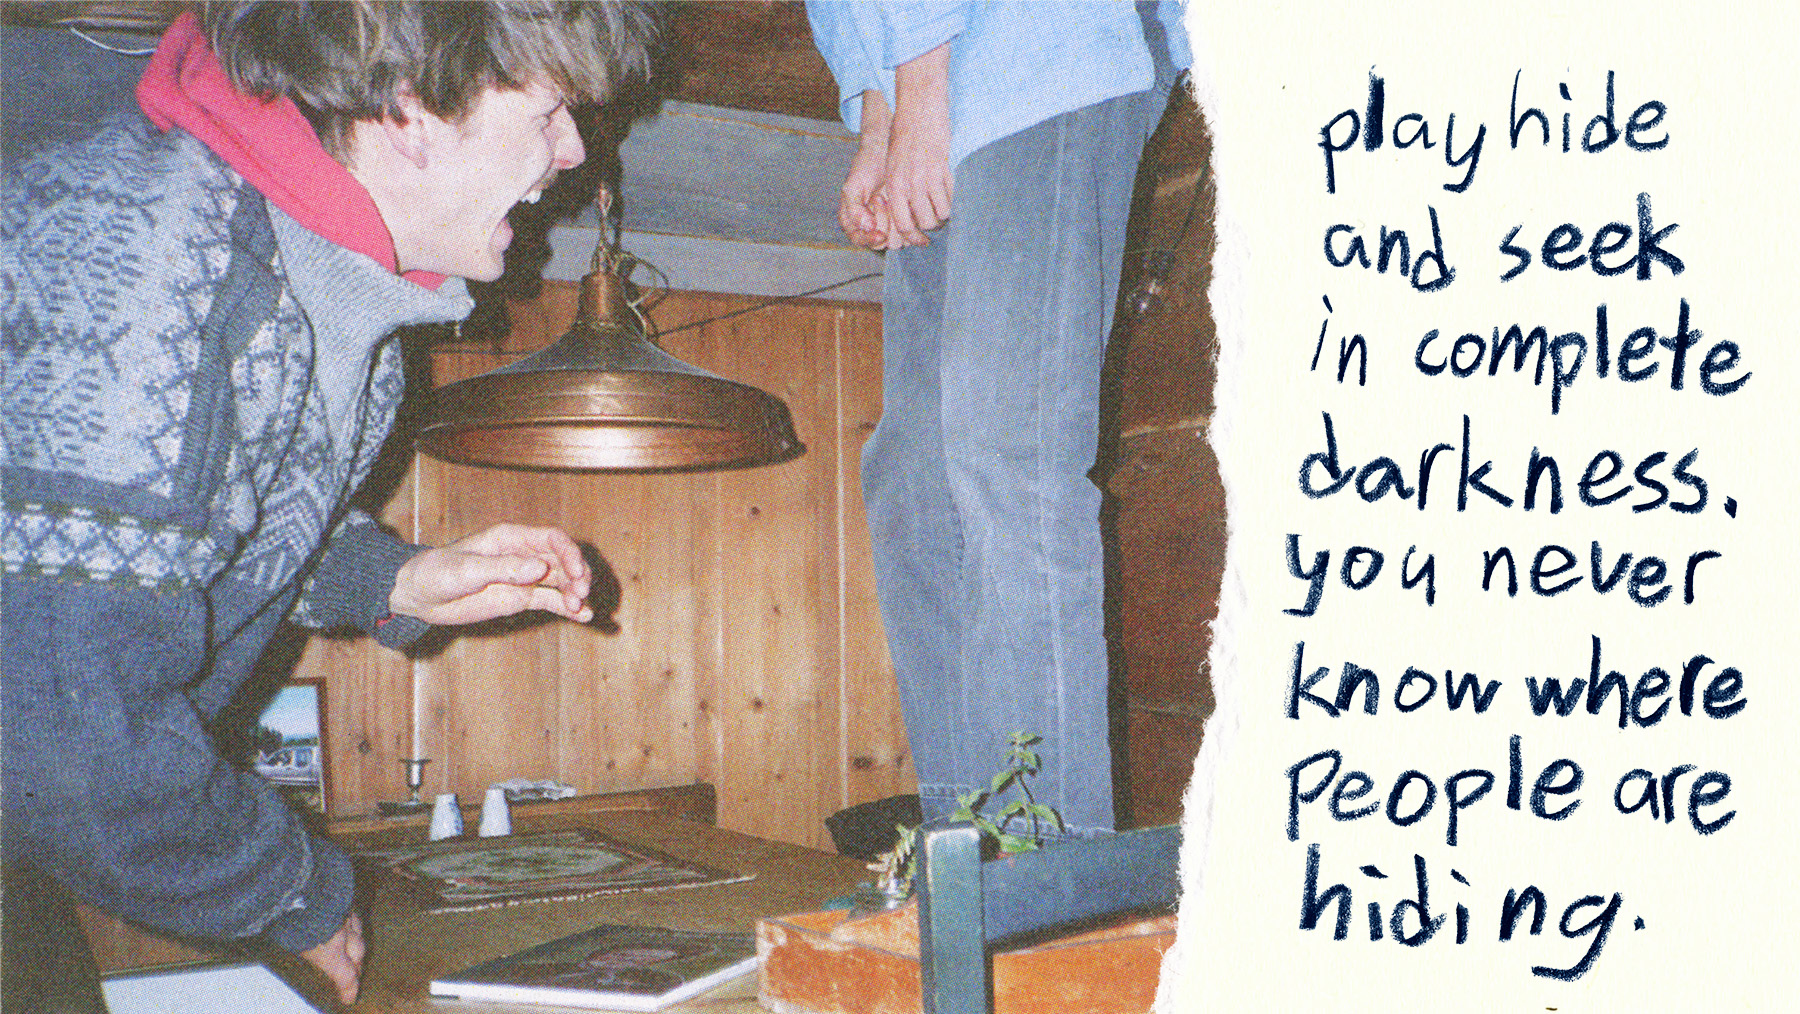 play hide
and seek
in complete
darkness.
you never
know where
people are
hiding.